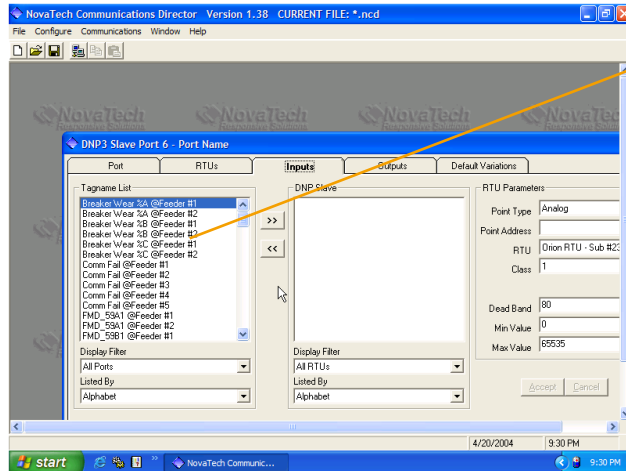 NovaTech Communications Director Version 1.38 CURRENT FILE: *.ncd
File Configure Communications Window Help
NovaTech NovaTech NovaTech NovaTec
DNP3 Slave Port 6 - Port Name
Port RTUs Inputs Outputs Default Variations
Tagname List
Breaker Wear %A @Feeder #1
Breaker Wear %A @Feeder #2
Breaker Wear %B @Feeder #1
Breaker Wear %B @Feeder #2
Breaker Wear %C @Feeder #1
Breaker Wear %C @Feeder #2
Comm Fail @Feeder #1
Comm Fail @Feeder #2
Comm Fail @Feeder #3
Comm Fail @Feeder #4
Comm Fail @Feeder #5
FMD_59A1 @Feeder #1
FMD_59A1 @Feeder #2
FMD_59B1 @Feeder #1
Display Filter
All Ports
Listed By
Alphabet
>>
<<
DNP Slave
Display Filter
All RTUs
Listed By
Alphabet
RTU Parameters
Point Type Analog
Point Address
RTU Orion RTU - Sub #23
Class 1
Dead Band 80
Min Value 0
Max Value 65535
Accept Cancel
4/20/2004 9:30 PM
start » NovaTech Communic... 9:30 PM